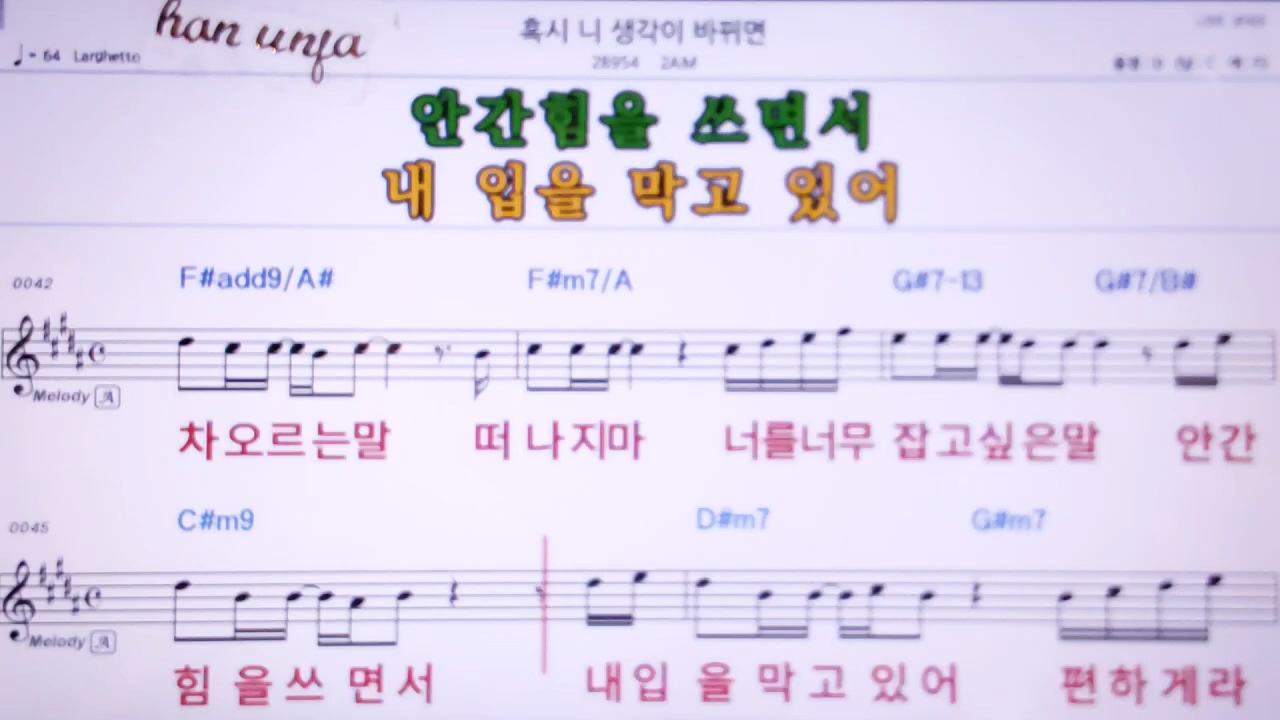 han unja
혹시 니 생각이 바뀌면
♩= 64 Larghetto
28954 2AM
안간힘을 쓰면서
내 입을 막고 있어
0042 F#add9/A# F#m7/A G#7-13 G#7/B#
Melody A
차오르는말 떠나지마 너를너무 잡고싶은말 안간
0045 C#m9 D#m7 G#m7
Melody A
힘을쓰면서 내입을막고있어 편하게라